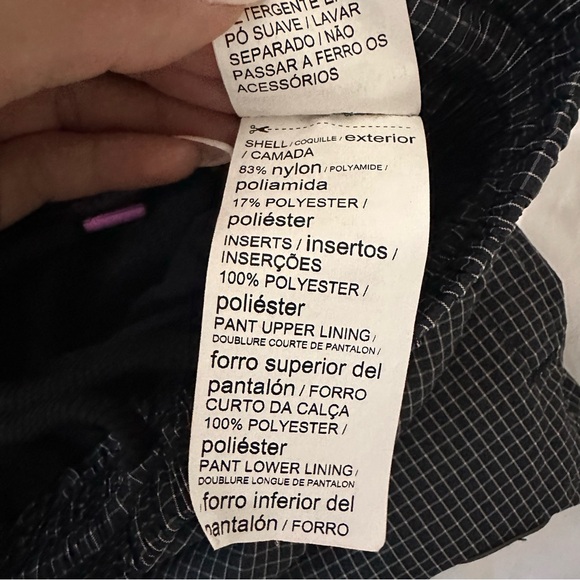 PÓ SUAVE / LAVAR
SEPARADO / NÃO
PASSAR A FERRO OS
ACESSÓRIOS
SHELL / COQUILLE / exterior
/ CAMADA
83% nylon / POLYAMIDE /
poliamida
17% POLYESTER /
poliéster
INSERTS / insertos /
INSERÇÕES
100% POLYESTER /
poliéster
PANT UPPER LINING /
DOUBLURE COURTE DE PANTALON /
forro superior del
pantalón / FORRO
CURTO DA CALÇA
100% POLYESTER /
poliéster
PANT LOWER LINING /
DOUBLURE LONGUE DE PANTALON
forro inferior del
pantalón / FORRO